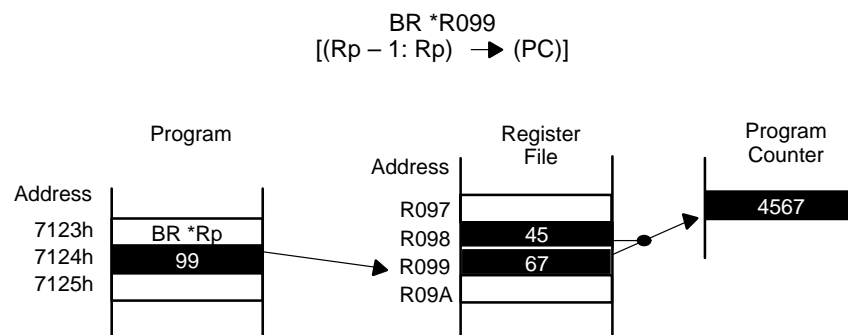 BR *R099
[(Rp – 1: Rp) → (PC)]
Program
Register
File
Program
Counter
Address
Address
7123h
BR *Rp
7124h
99
7125h
R097
R098
45
R099
67
R09A
4567